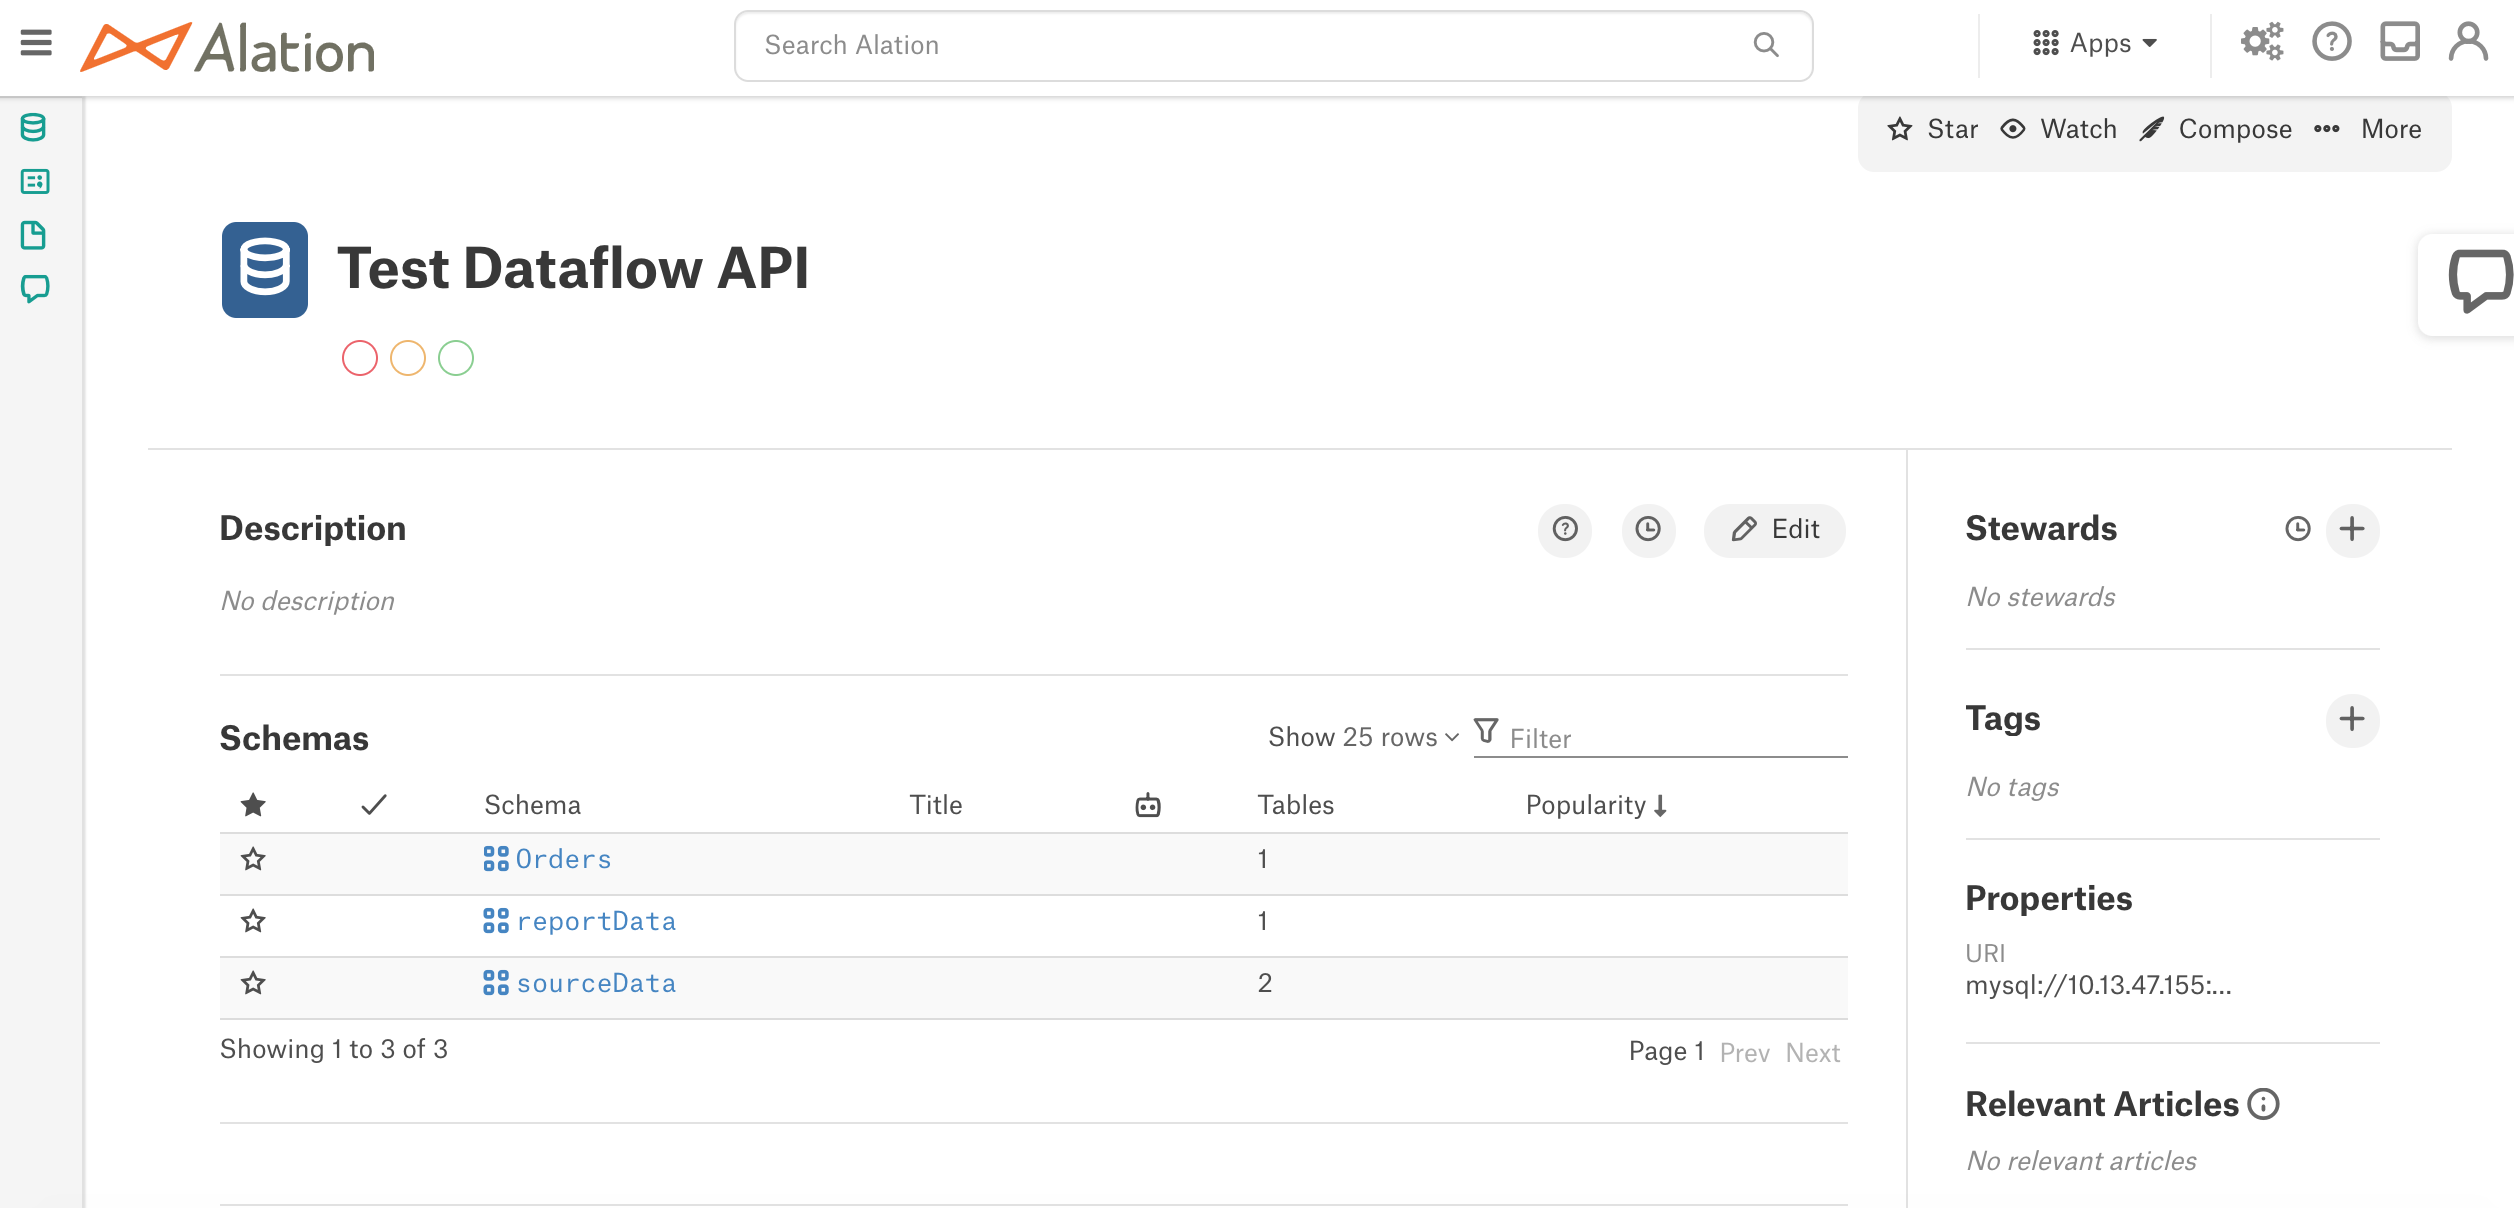 Alation
Search Alation
Apps
Star Watch Compose More
Test Dataflow API
Description
Edit
No description
Schemas
Show 25 rows Filter
Schema Title Tables Popularity
Orders 1
reportData 1
sourceData 2
Showing 1 to 3 of 3
Page 1 Prev Next
Stewards
No stewards
Tags
No tags
Properties
URI
mysql://10.13.47.155:...
Relevant Articles
No relevant articles